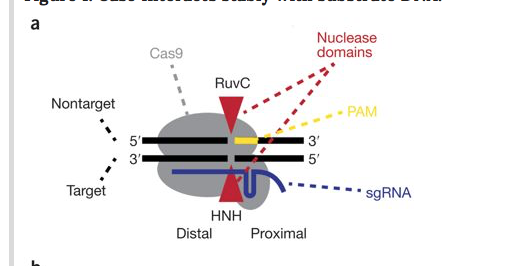 a
Nuclease
domains
Cas9
RuvC
Nontarget
PAM
5′ 3′
3′ 5′
Target
sgRNA
HNH
Distal Proximal